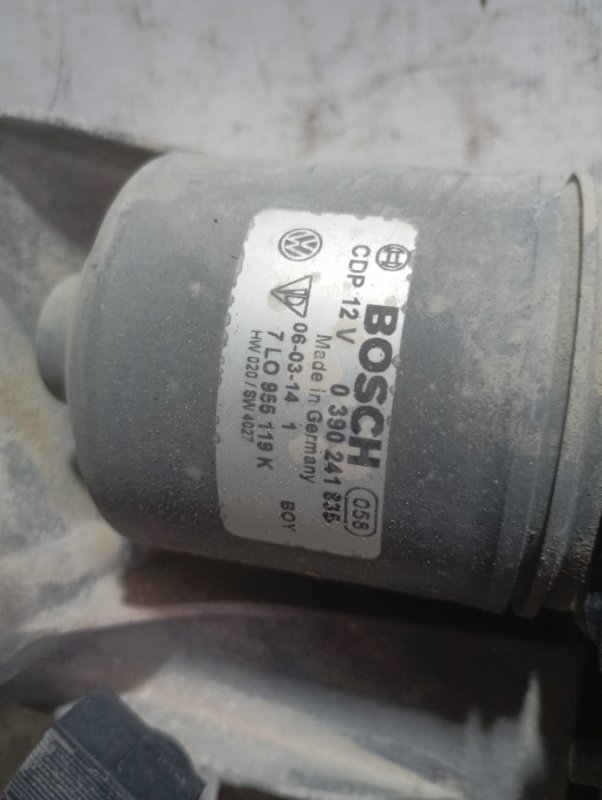 BOSCH 058
CDP 12 V 0 390 241 835
Made in Germany
06-03-14 1
7 LO 955 119 K BOY
HW 020 / SW 4027